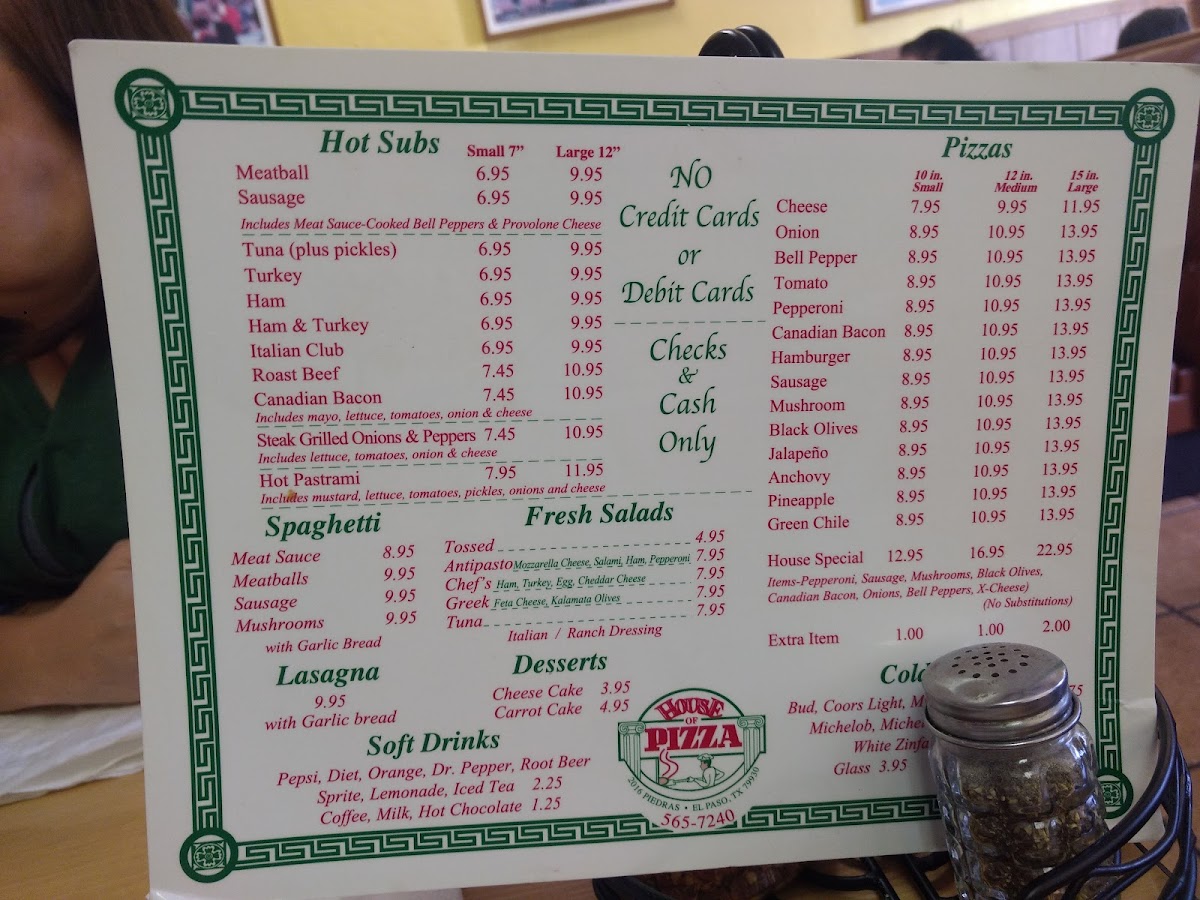 Hot Subs Small 7" Large 12"
Meatball 6.95 9.95
Sausage 6.95 9.95
Includes Meat Sauce-Cooked Bell Peppers & Provolone Cheese
Tuna (plus pickles) 6.95 9.95
Turkey 6.95 9.95
Ham 6.95 9.95
Ham & Turkey 6.95 9.95
Italian Club 6.95 9.95
Roast Beef 7.45 10.95
Canadian Bacon 7.45 10.95
Includes mayo, lettuce, tomatoes, onion & cheese
Steak Grilled Onions & Peppers 7.45 10.95
Includes lettuce, tomatoes, onion & cheese
Hot Pastrami 7.95 11.95
Includes mustard, lettuce, tomatoes, pickles, onions and cheese
NO
Credit Cards
or
Debit Cards
Checks
&
Cash
Only
Pizzas
10 in. 12 in. 15 in.
Small Medium Large
Cheese 7.95 9.95 11.95
Onion 8.95 10.95 13.95
Bell Pepper 8.95 10.95 13.95
Tomato 8.95 10.95 13.95
Pepperoni 8.95 10.95 13.95
Canadian Bacon 8.95 10.95 13.95
Hamburger 8.95 10.95 13.95
Sausage 8.95 10.95 13.95
Mushroom 8.95 10.95 13.95
Black Olives 8.95 10.95 13.95
Jalapeño 8.95 10.95 13.95
Anchovy 8.95 10.95 13.95
Pineapple 8.95 10.95 13.95
Green Chile 8.95 10.95 13.95
House Special 12.95 16.95 22.95
Items-Pepperoni, Sausage, Mushrooms, Black Olives,
Canadian Bacon, Onions, Bell Peppers, X-Cheese)
(No Substitutions)
Extra Item 1.00 1.00 2.00
Spaghetti
Meat Sauce 8.95
Meatballs 9.95
Sausage 9.95
Mushrooms 9.95
with Garlic Bread
Lasagna
9.95
with Garlic bread
Fresh Salads
Tossed 4.95
Antipasto Mozzarella Cheese, Salami, Ham, Pepperoni 7.95
Chef's Ham, Turkey, Egg, Cheddar Cheese 7.95
Greek Feta Cheese, Kalamata Olives 7.95
Tuna 7.95
Italian / Ranch Dressing
Desserts
Cheese Cake 3.95
Carrot Cake 4.95
Soft Drinks
Pepsi, Diet, Orange, Dr. Pepper, Root Beer
Sprite, Lemonade, Iced Tea 2.25
Coffee, Milk, Hot Chocolate 1.25
HOUSE
OF
PIZZA
2016 PIEDRAS • EL PASO, TX 79930
565-7240
Cold
Bud, Coors Light,
Michelob,
White
Glass 3.95